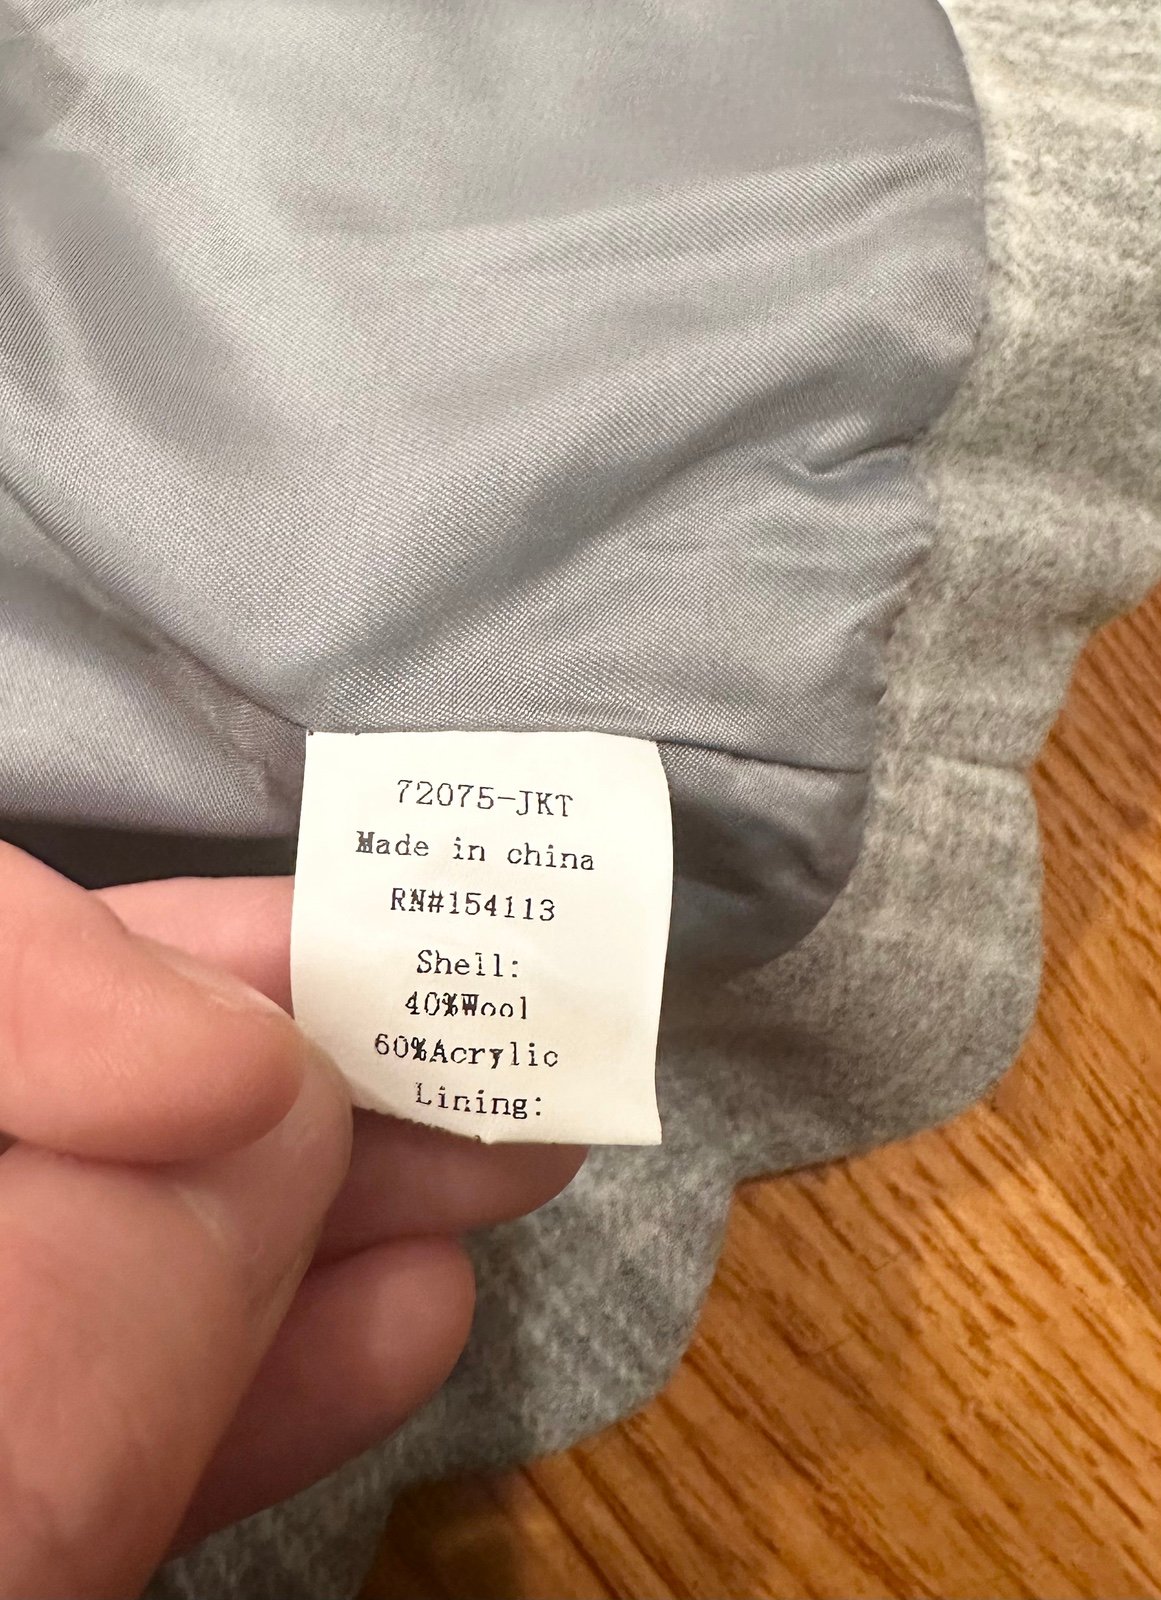 72075-JKT
Made in china
RN#154113
Shell:
40%Wool
60%Acrylic
Lining: